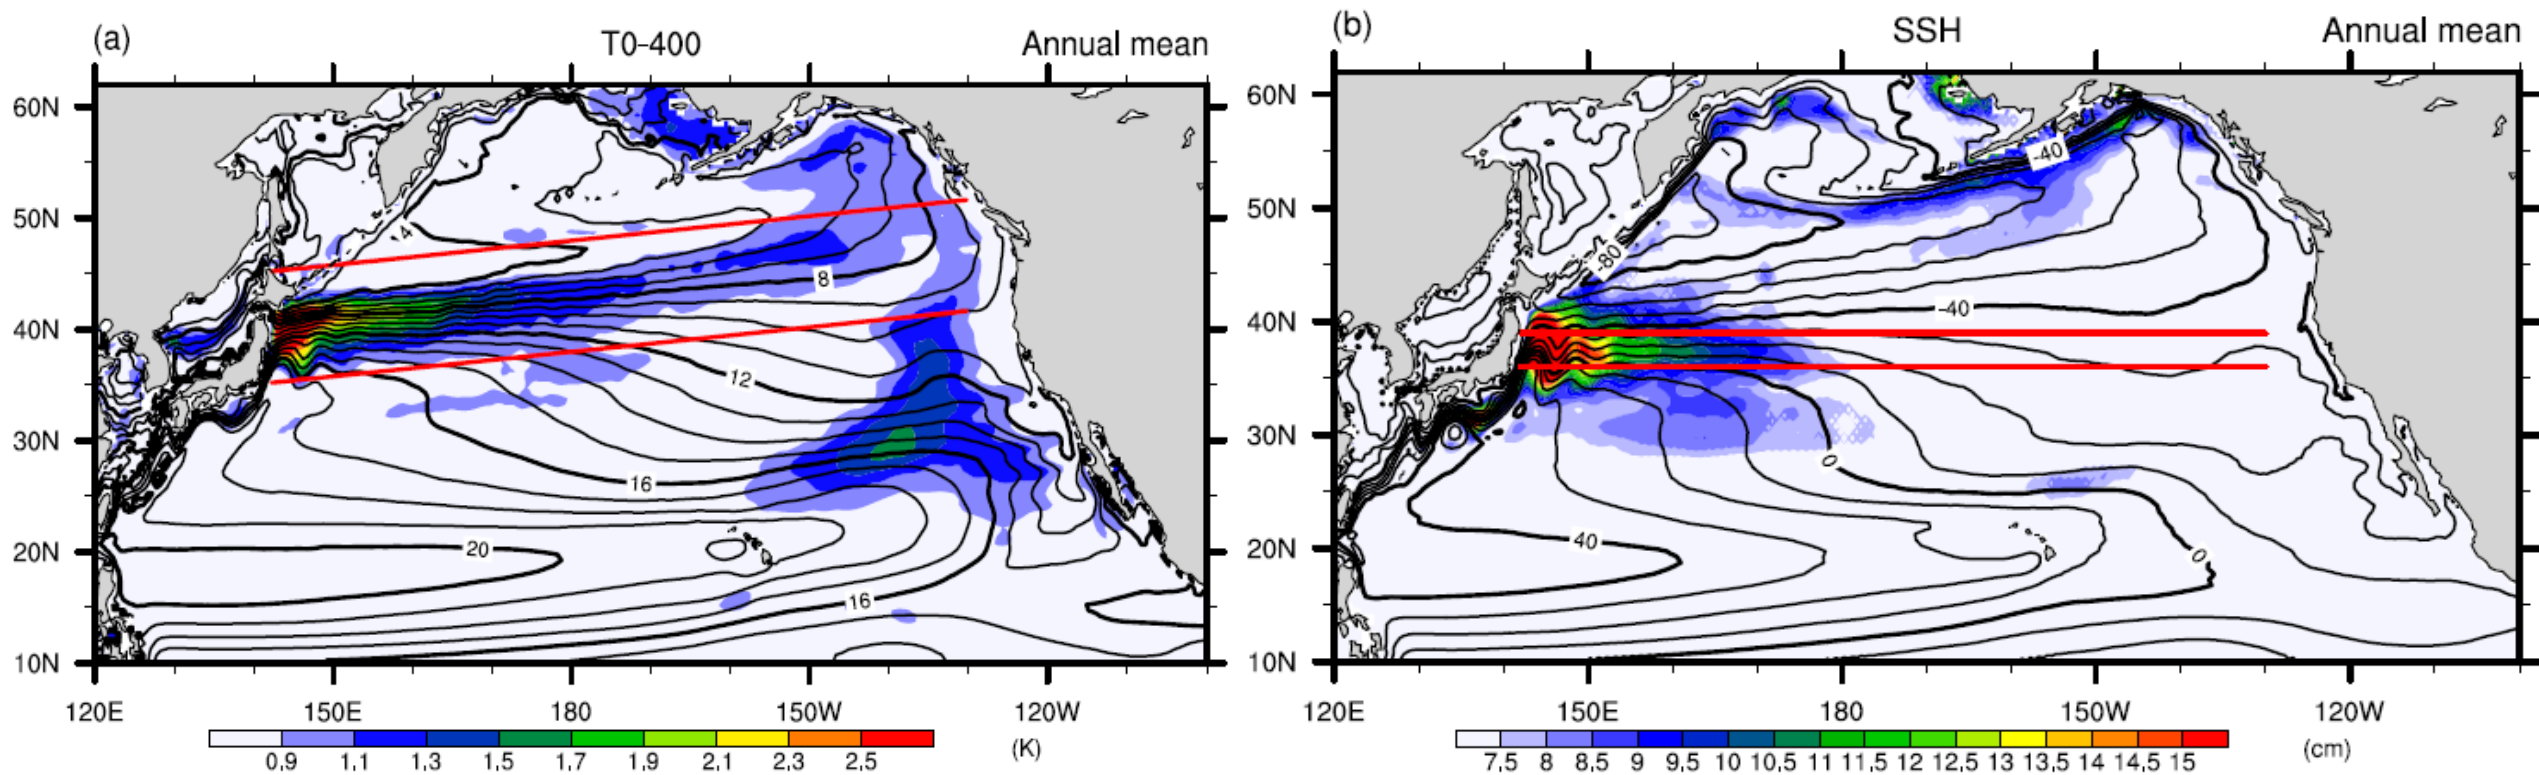 (a) T0-400 Annual mean
60N
50N
40N
30N
20N
10N
120E 150E 180 150W 120W
4
8
12
16
20
16
0,9 1,1 1,3 1,5 1,7 1,9 2,1 2,3 2,5 (K)
(b) SSH Annual mean
60N
50N
40N
30N
20N
10N
120E 150E 180 150W 120W
-40
-80
-40
0
40
0
7,5 8 8,5 9 9,5 10 10,5 11 11,5 12 12,5 13 13,5 14 14,5 15 (cm)